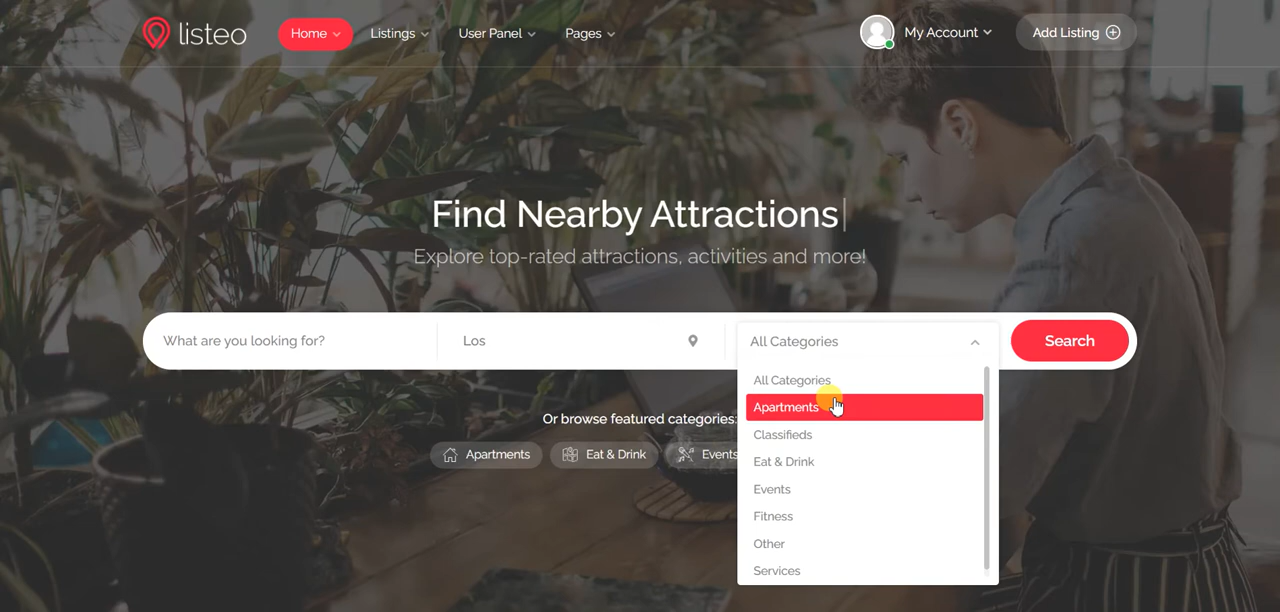 listeo
Home
Listings
User Panel
Pages
My Account
Add Listing
Find Nearby Attractions
Explore top-rated attractions, activities and more!
What are you looking for?
Los
All Categories
Search
All Categories
Apartments
Classifieds
Eat & Drink
Events
Fitness
Other
Services
Or browse featured categories:
Apartments
Eat & Drink
Events